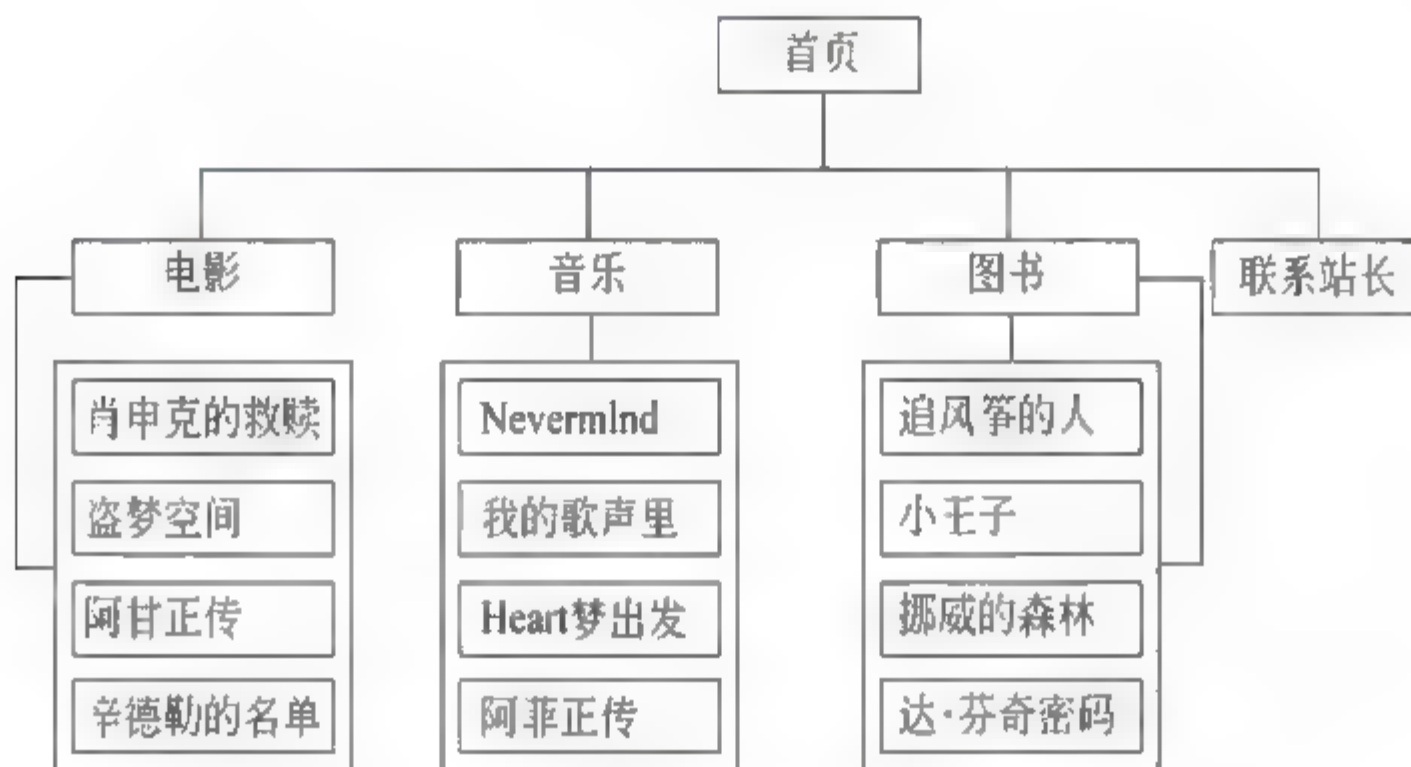 首页
电影
音乐
图书
联系站长
肖申克的救赎
盗梦空间
阿甘正传
辛德勒的名单
Nevermind
我的歌声里
Heart梦出发
阿菲正传
追风筝的人
小王子
挪威的森林
达·芬奇密码